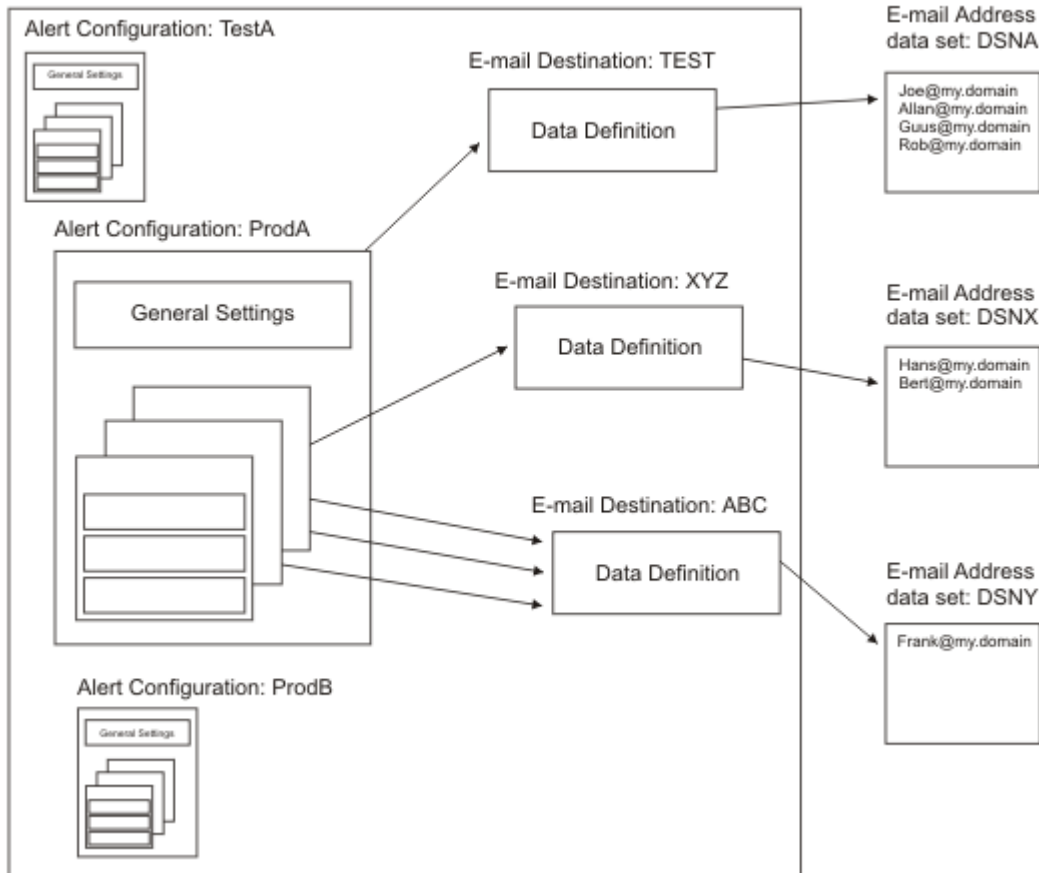 Alert Configuration: TestA
General Settings
E-mail Destination: TEST
Data Definition
E-mail Address
data set: DSNA
Joe@my.domain
Allan@my.domain
Guus@my.domain
Rob@my.domain
Alert Configuration: ProdA
General Settings
E-mail Destination: XYZ
Data Definition
E-mail Address
data set: DSNX
Hans@my.domain
Bert@my.domain
E-mail Destination: ABC
Data Definition
E-mail Address
data set: DSNY
Frank@my.domain
Alert Configuration: ProdB
General Settings